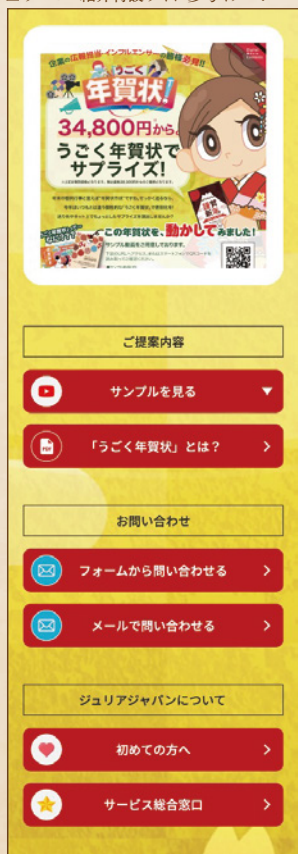 企業の広報担当・インフルエンサーの皆様必見!!
うごく
年賀状!
34,800円から。
うごく年賀状で
サプライズ!
この年賀状を、動かしてみました!
サンプル動画をご用意しております。
ご提案内容
サンプルを見る
PDF
「うごく年賀状」とは?
お問い合わせ
フォームから問い合わせる
メールで問い合わせる
ジュリアジャパンについて
初めての方へ
サービス総合窓口